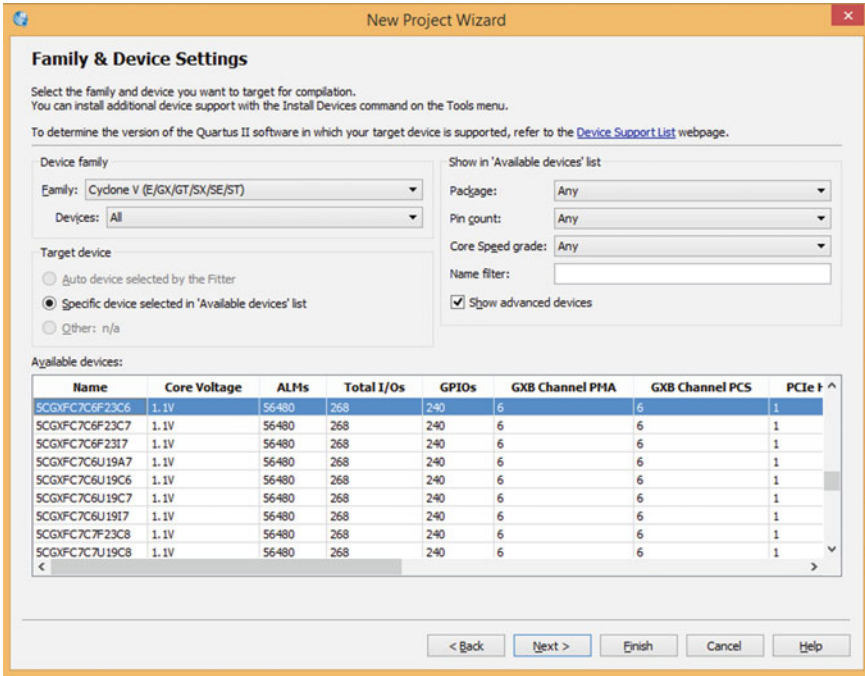 New Project Wizard
Family & Device Settings
Select the family and device you want to target for compilation.
You can install additional device support with the Install Devices command on the Tools menu.
To determine the version of the Quartus II software in which your target device is supported, refer to the Device Support List webpage.
Device family
Family: Cyclone V (E/GX/GT/SX/SE/ST)
Devices: All
Target device
Auto device selected by the Fitter
Specific device selected in 'Available devices' list
Other: n/a
Show in 'Available devices' list
Package: Any
Pin count: Any
Core Speed grade: Any
Name filter:
Show advanced devices
Available devices:
Name Core Voltage ALMs Total I/Os GPIOs GXB Channel PMA GXB Channel PCS PCIe H
5CGXFC7C6F23C6 1.1V 56480 268 240 6 6 1
5CGXFC7C6F23C7 1.1V 56480 268 240 6 6 1
5CGXFC7C6F23I7 1.1V 56480 268 240 6 6 1
5CGXFC7C6U19A7 1.1V 56480 268 240 6 6 1
5CGXFC7C6U19C6 1.1V 56480 268 240 6 6 1
5CGXFC7C6U19C7 1.1V 56480 268 240 6 6 1
5CGXFC7C6U19I7 1.1V 56480 268 240 6 6 1
5CGXFC7C7F23C8 1.1V 56480 268 240 6 6 1
5CGXFC7C7U19C8 1.1V 56480 268 240 6 6 1
< Back Next > Finish Cancel Help